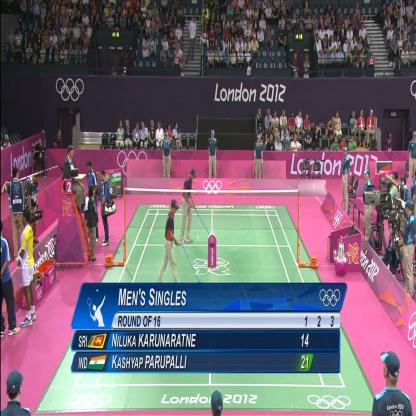 London 2012
London
London 2012
MEN'S SINGLES
ROUND OF 16 1 2 3
SRI NILUKA KARUNARATNE 14
IND KASHYAP PARUPALLI 21
London 2012